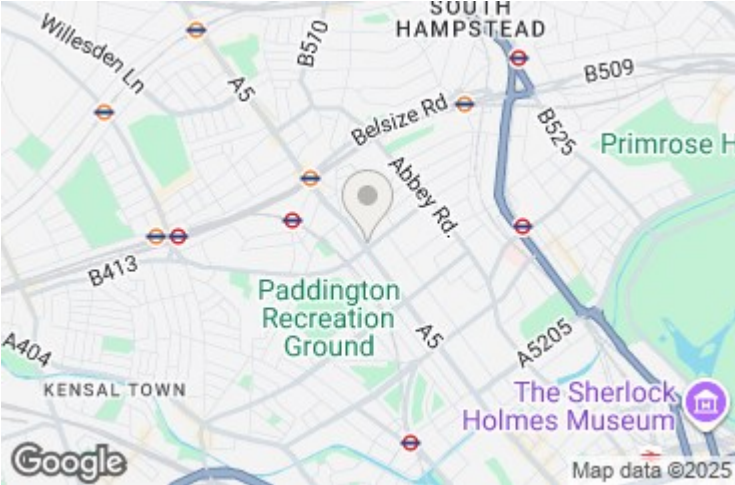 SOUTH
HAMPSTEAD
Willesden Ln
B570
A5
B509
Belsize Rd
B525
Primrose H
Abbey Rd.
B413
Paddington
Recreation
Ground
A5
A5205
A404
KENSAL TOWN
The Sherlock
Holmes Museum
Google
Map data ©2025